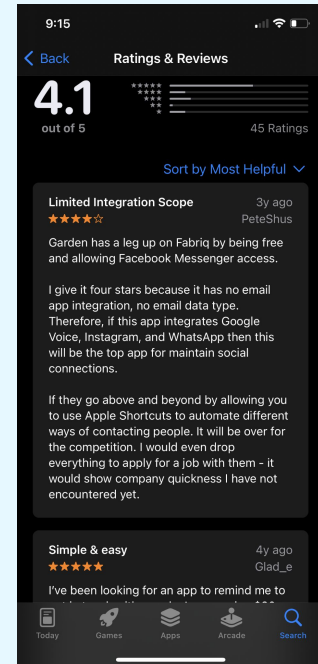 9:15
Back
Ratings & Reviews
4.1
out of 5
★★★★★
★★★★
★★★
★★
★
45 Ratings
Sort by Most Helpful
Limited Integration Scope
3y ago
★★★★☆
PeteShus
Garden has a leg up on Fabriq by being free
and allowing Facebook Messenger access.
I give it four stars because it has no email
app integration, no email data type.
Therefore, if this app integrates Google
Voice, Instagram, and WhatsApp then this
will be the top app for maintain social
connections.
If they go above and beyond by allowing you
to use Apple Shortcuts to automate different
ways of contacting people. It will be over for
the competition. I would even drop
everything to apply for a job with them - it
would show company quickness I have not
encountered yet.
Simple & easy
4y ago
★★★★★
Glad_e
I've been looking for an app to remind me to
Today
Games
Apps
Arcade
Search